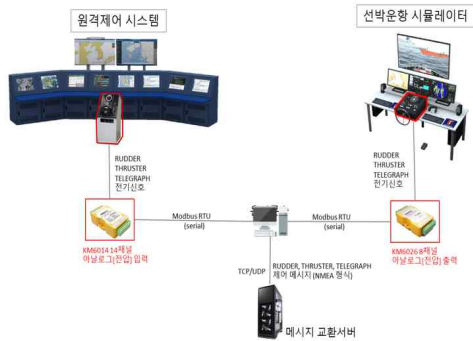 원격제어 시스템
선박운항 시뮬레이터
RUDDER
THRUSTER
TELEGRAPH
전기신호
RUDDER
THRUSTER
TELEGRAPH
전기신호
Modbus RTU
(serial)
Modbus RTU
(serial)
KM6014 14채널
아날로그(전압) 입력
KM6026 8채널
아날로그(전압) 출력
TCP/UDP
RUDDER, THRUSTER, TELEGRAPH
제어 메시지 (NMEA 형식)
메시지 교환서버